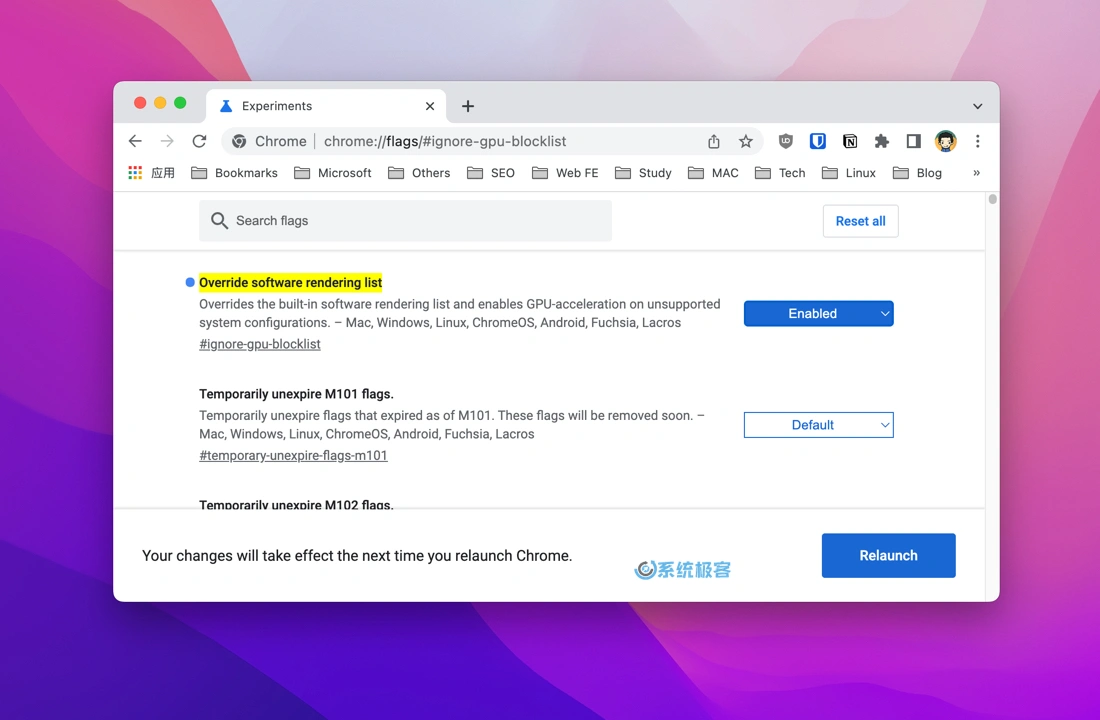 Experiments
Chrome chrome://flags/#ignore-gpu-blocklist
应用 Bookmarks Microsoft Others SEO Web FE Study MAC Tech Linux Blog »
Search flags
Reset all
Override software rendering list
Overrides the built-in software rendering list and enables GPU-acceleration on unsupported
system configurations. – Mac, Windows, Linux, ChromeOS, Android, Fuchsia, Lacros
#ignore-gpu-blocklist
Enabled
Temporarily unexpire M101 flags.
Temporarily unexpire flags that expired as of M101. These flags will be removed soon. –
Mac, Windows, Linux, ChromeOS, Android, Fuchsia, Lacros
#temporary-unexpire-flags-m101
Default
Temporarily unexpire M102 flags.
Your changes will take effect the next time you relaunch Chrome.
系统极客
Relaunch